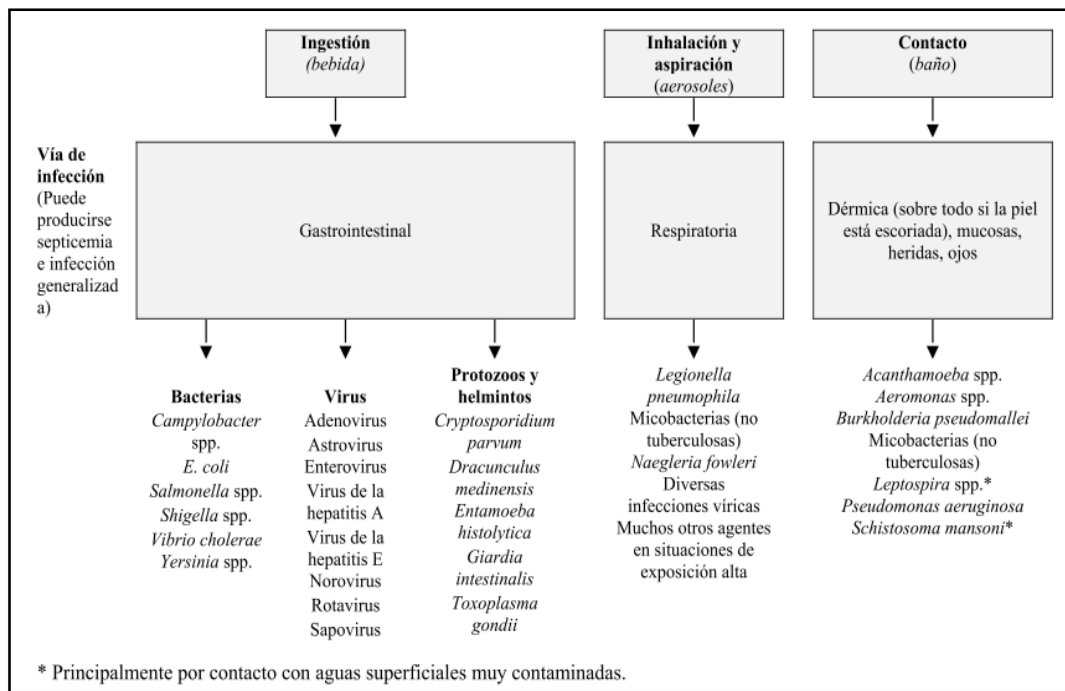 Ingestión
(bebida)
Inhalación y
aspiración
(aerosoles)
Contacto
(baño)
Vía de
infección
(Puede
producirse
septicemia
e infección
generalizad
a)
Gastrointestinal
Respiratoria
Dérmica (sobre todo si la piel
está escoriada), mucosas,
heridas, ojos
Bacterias
Campylobacter
spp.
E. coli
Salmonella spp.
Shigella spp.
Vibrio cholerae
Yersinia spp.
Virus
Adenovirus
Astrovirus
Enterovirus
Virus de la
hepatitis A
Virus de la
hepatitis E
Norovirus
Rotavirus
Sapovirus
Protozoos y
helmintos
Cryptosporidium
parvum
Dracunculus
medinensis
Entamoeba
histolytica
Giardia
intestinalis
Toxoplasma
gondii
Legionella
pneumophila
Micobacterias (no
tuberculosas)
Naegleria fowleri
Diversas
infecciones víricas
Muchos otros agentes
en situaciones de
exposición alta
Acanthamoeba spp.
Aeromonas spp.
Burkholderia pseudomallei
Micobacterias (no
tuberculosas)
Leptospira spp.*
Pseudomonas aeruginosa
Schistosoma mansoni*
* Principalmente por contacto con aguas superficiales muy contaminadas.